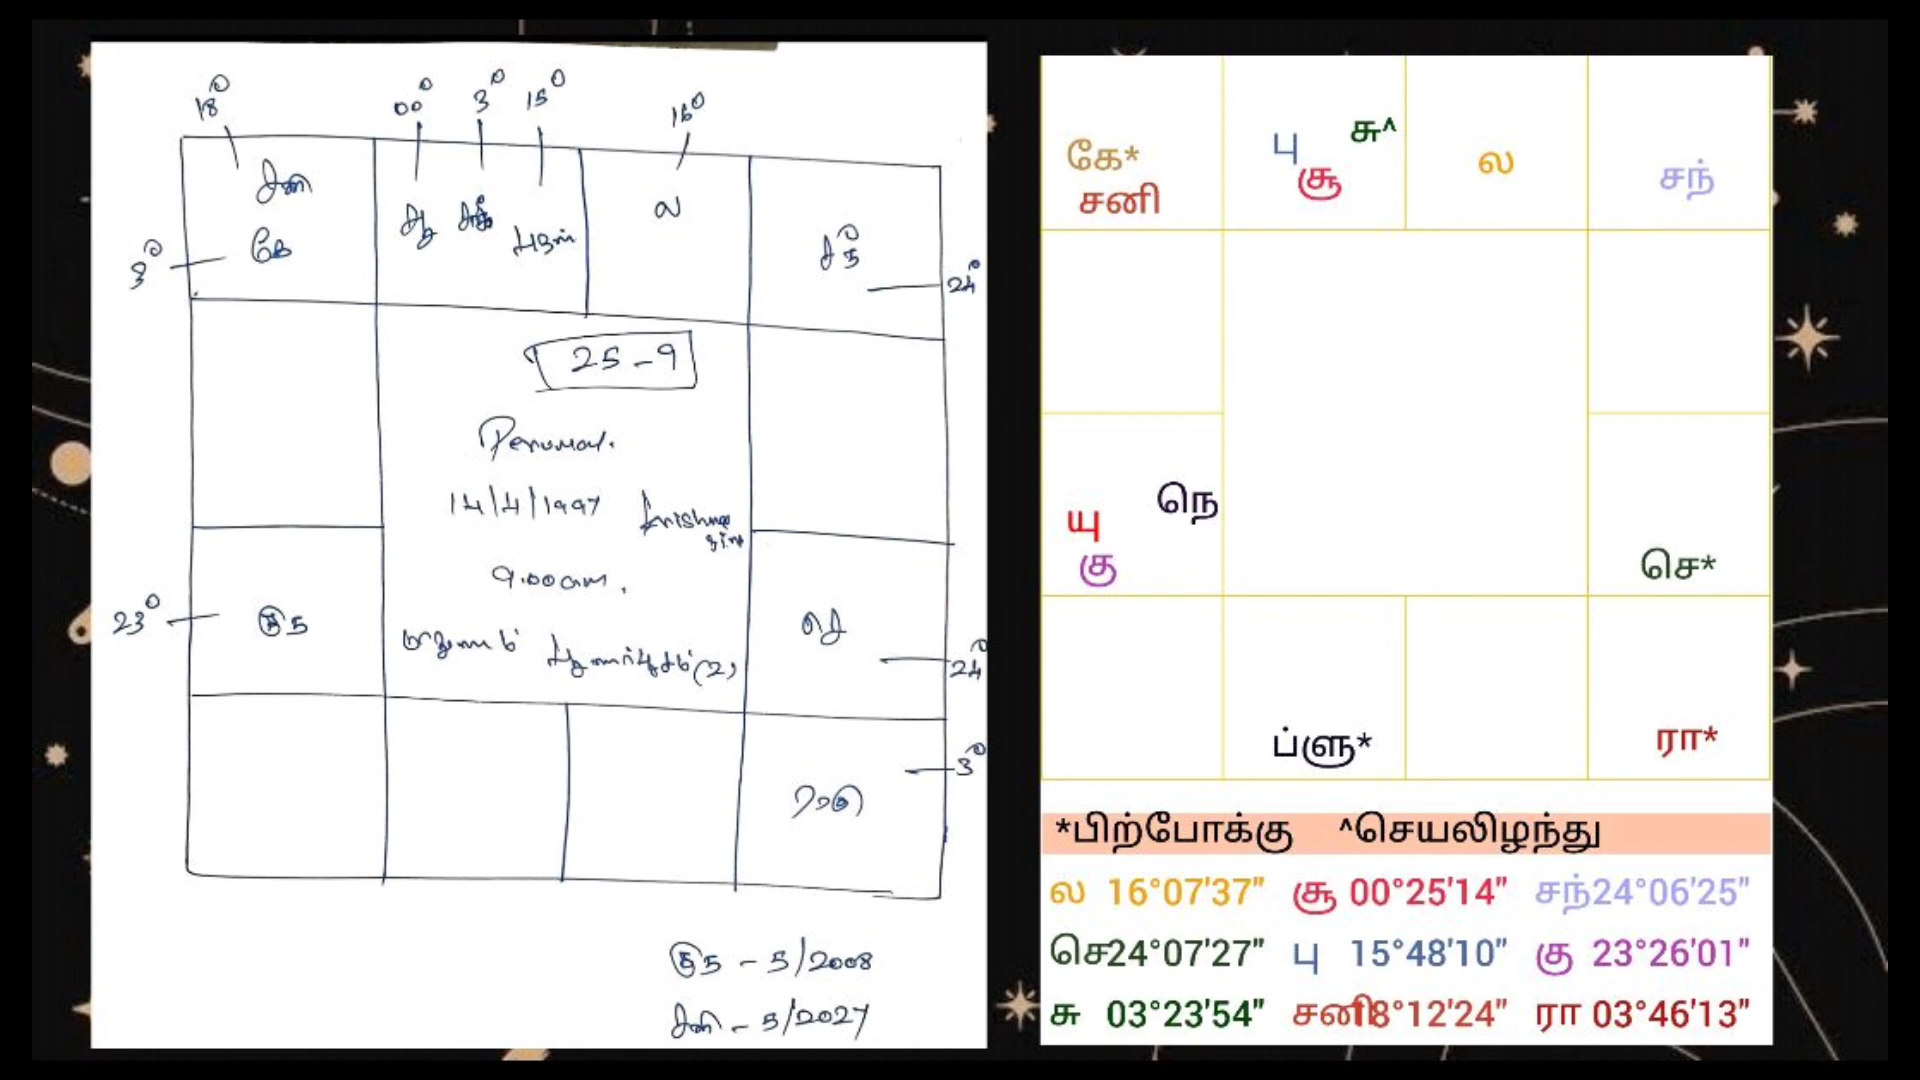 18° 00° 3° 15° 16°
சனி
கே
3°
சூ சுக் புதன்
ல
சந்
24°
25-9
Perumal.
14/4/1997
9.00am.
மிதுனம்
23°
குரு
செ
24°
3°
ராகு
குரு - 5/2008
சனி - 5/2027
கே*
சனி
பு சு^
சூ
ல
சந்
நெ
யு
கு
செ*
ப்ளு*
ரா*
*பிற்போக்கு ^செயலிழந்து
ல 16°07'37" சூ 00°25'14" சந்24°06'25"
செ24°07'27" பு 15°48'10" கு 23°26'01"
சு 03°23'54" சனி18°12'24" ரா 03°46'13"